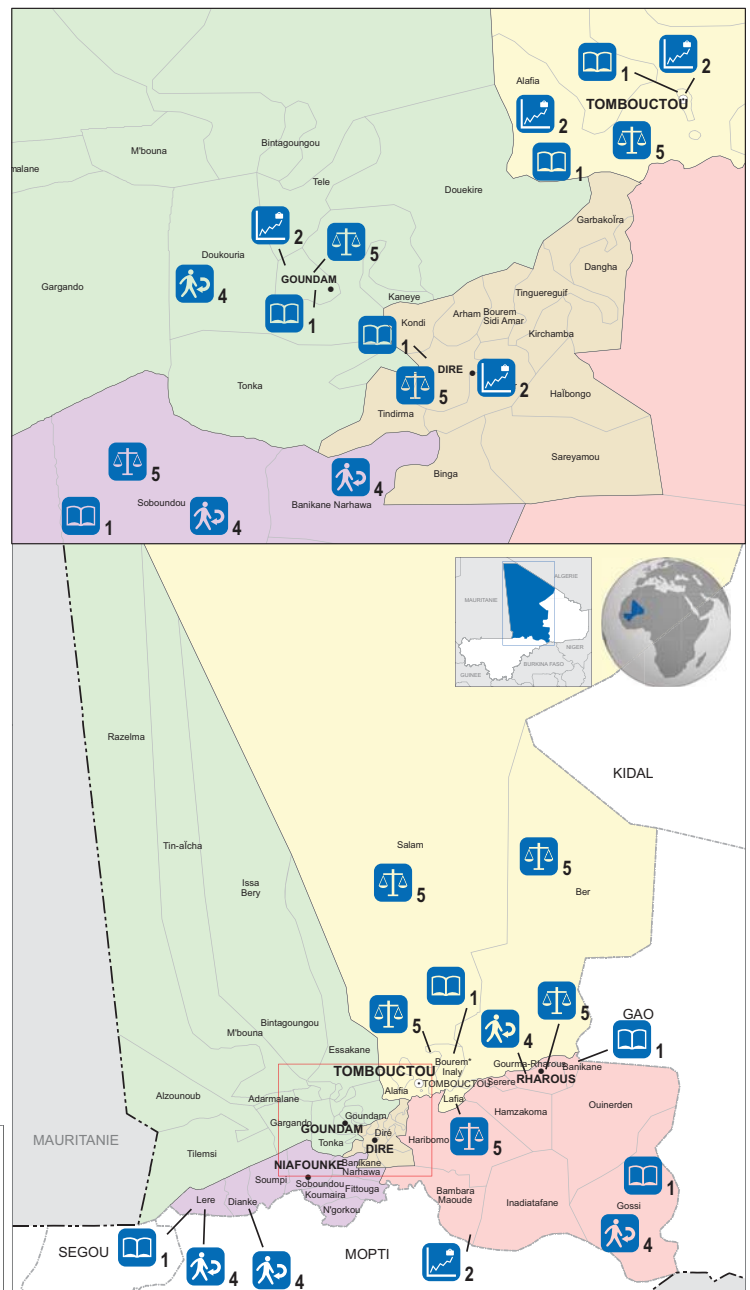 Alafia
1
2
TOMBOUCTOU
2
5
1
M'bouna
Bintagoungou
malane
Tele
Douekire
Garbakoïra
2
5
Doukouria
Dangha
4
GOUNDAM
Gargando
Tinguereguif
1
Kaneye
Arham
Bourem
Sidi Amar
Kondi
Kirchamba
1
DIRE
Tonka
5
2
Haïbongo
Tindirma
Sareyamou
5
Binga
4
Soboundou
Banikane Narhawa
1
4
ALGERIE
MAURITANIE
NIGER
BURKINA FASO
GUINEE
Razelma
KIDAL
Tin-aïcha
Salam
5
Issa
Bery
5
Ber
1
5
5
GAO
Bintagoungou
4
M'bouna
Essakane
Bourem*
Inaly
Gourma-Rharous
Banikane
1
TOMBOUCTOU
RHAROUS
TOMBOUCTOU
Serere
Alzounoub
Adarmalane
Alafia
Lafia
Ouinerden
Hamzakoma
Goundam
Gargando
GOUNDAM
Diré
MAURITANIE
Tonka
DIRE
Haribomo
5
Tilemsi
NIAFOUNKE
Banikane
Narhawa
Soumpi
Soboundou
Koumaira
Fittouga
1
Lere
Dianke
Bambara
Maoude
Inadiatafane
Gossi
N'gorkou
4
SEGOU
1
MOPTI
4
4
2